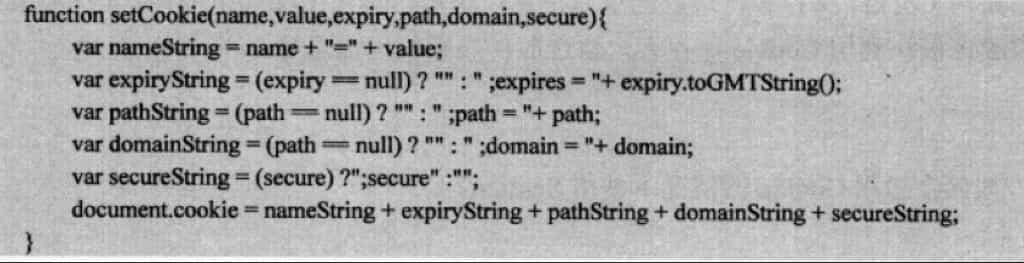 function setCookie(name,value,expiry,path,domain,secure){
var nameString = name + "=" + value;
var expiryString = (expiry == null) ? "" : " ;expires = "+ expiry.toGMTString();
var pathString = (path == null) ? "" : " ;path = "+ path;
var domainString = (path == null) ? "" : " ;domain = "+ domain;
var secureString = (secure) ?";secure" :"";
document.cookie = nameString + expiryString + pathString + domainString + secureString;
}